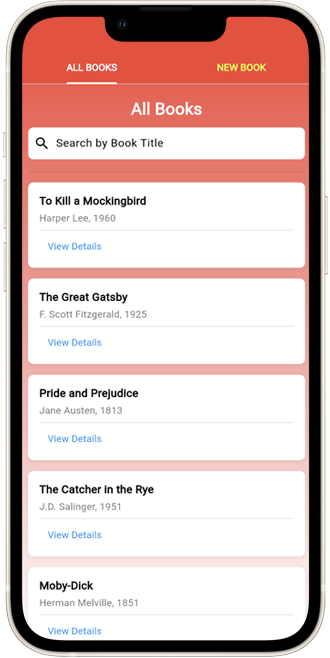 ALL BOOKS
NEW BOOK
All Books
Search by Book Title
To Kill a Mockingbird
Harper Lee, 1960
View Details
The Great Gatsby
F. Scott Fitzgerald, 1925
View Details
Pride and Prejudice
Jane Austen, 1813
View Details
The Catcher in the Rye
J.D. Salinger, 1951
View Details
Moby-Dick
Herman Melville, 1851
View Details